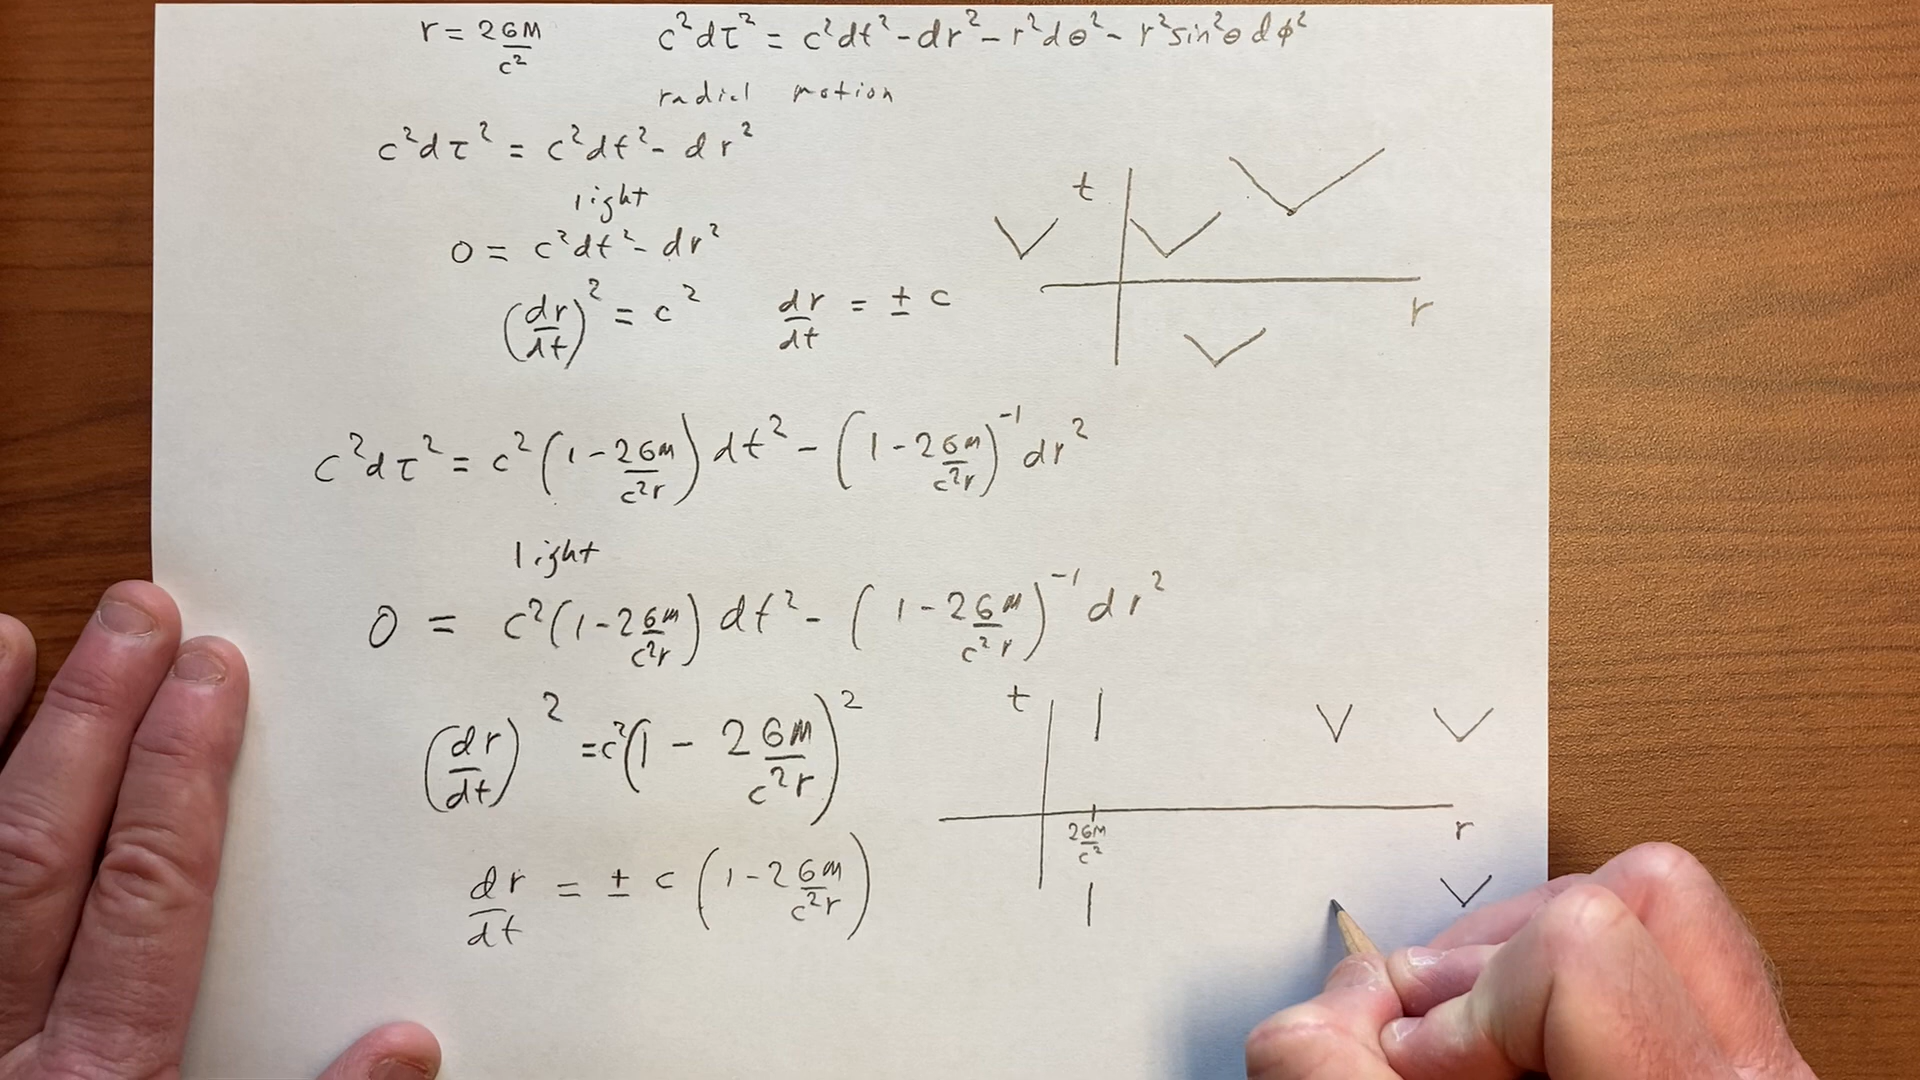 r = 2GM/c² c²dτ² = c²dt² - dr² - r²dθ² - r²sin²θ dϕ²
radial motion
c²dτ² = c²dt² - dr²
light
0 = c²dt² - dr²
(dr/dt)² = c² dr/dt = ± c
t
r
c²dτ² = c²(1 - 2GM/c²r) dt² - (1 - 2GM/c²r)⁻¹ dr²
light
0 = c²(1 - 2GM/c²r) dt² - (1 - 2GM/c²r)⁻¹ dr²
(dr/dt)² = c²(1 - 2GM/c²r)²
dr/dt = ± c (1 - 2GM/c²r)
t
2GM/c²
r